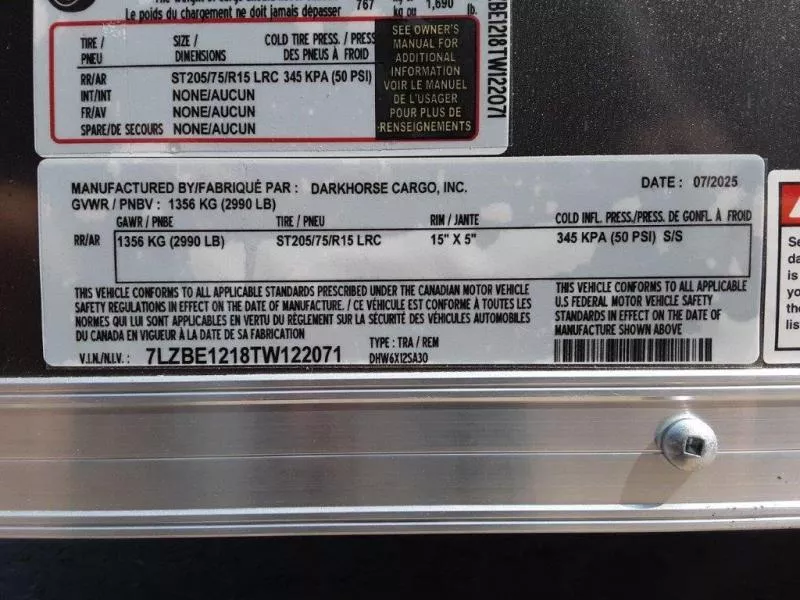 Le poids du chargement ne doit jamais dépasser
767
kg ou
1,690
lb.
TIRE /
PNEU
SIZE /
DIMENSIONS
COLD TIRE PRESS./ PRESS
DES PNEUS À FROID
RR/AR ST205/75/R15 LRC 345 KPA (50 PSI)
INT/INT NONE/AUCUN
FR/AV NONE/AUCUN
SPARE/DE SECOURS NONE/AUCUN
SEE OWNER'S
MANUAL FOR
ADDITIONAL
INFORMATION
VOIR LE MANUEL
DE L'USAGER
POUR PLUS DE
RENSEIGNEMENTS
BE1218TW122071
MANUFACTURED BY/FABRIQUÉ PAR : DARKHORSE CARGO, INC. DATE : 07/2025
GVWR / PNBV : 1356 KG (2990 LB)
GAWR / PNBE TIRE / PNEU RIM / JANTE COLD INFL. PRESS./PRESS. DE GONFL. À FROID
RR/AR 1356 KG (2990 LB) ST205/75/R15 LRC 15" X 5" 345 KPA (50 PSI) S/S
THIS VEHICLE CONFORMS TO ALL APPLICABLE STANDARDS PRESCRIBED UNDER THE CANADIAN MOTOR VEHICLE
SAFETY REGULATIONS IN EFFECT ON THE DATE OF MANUFACTURE. / CE VÉHICULE EST CONFORME À TOUTES LES
NORMES QUI LUI SONT APPLICABLES EN VERTU DU RÈGLEMENT SUR LA SÉCURITÉ DES VÉHICULES AUTOMOBILES
DU CANADA EN VIGUEUR À LA DATE DE SA FABRICATION
THIS VEHICLE CONFORMS TO ALL APPLICABLE
U.S FEDERAL MOTOR VEHICLE SAFETY
STANDARDS IN EFFECT ON THE DATE OF
MANUFACTURE SHOWN ABOVE
V.I.N./N.I.V. : 7LZBE1218TW122071
TYPE : TRA / REM
DHW6X12SA30
Se
da
is
you
the
sta